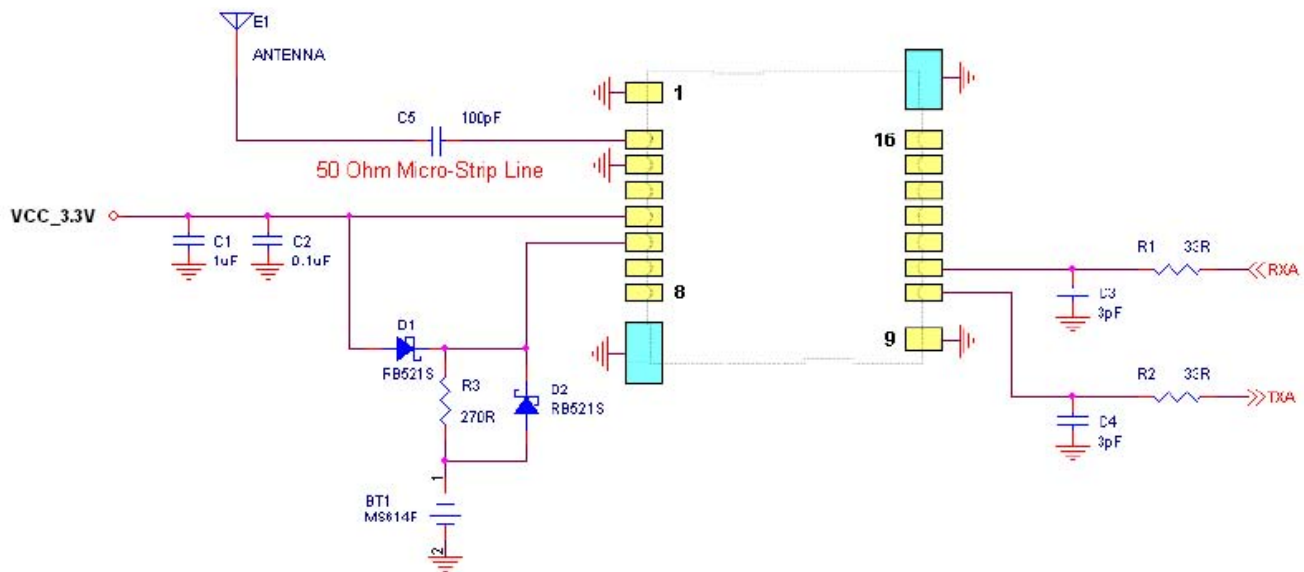 E1
ANTENNA
1
C5 100pF
16
50 Ohm Micro-Strip Line
VCC_3.3V
C1
1uF
C2
0.1uF
R1 33R
RXA
C3
3pF
8
9
D1
RB521S
R3
270R
D2
RB521S
R2 33R
TXA
C4
3pF
1
BT1
MS614F
2